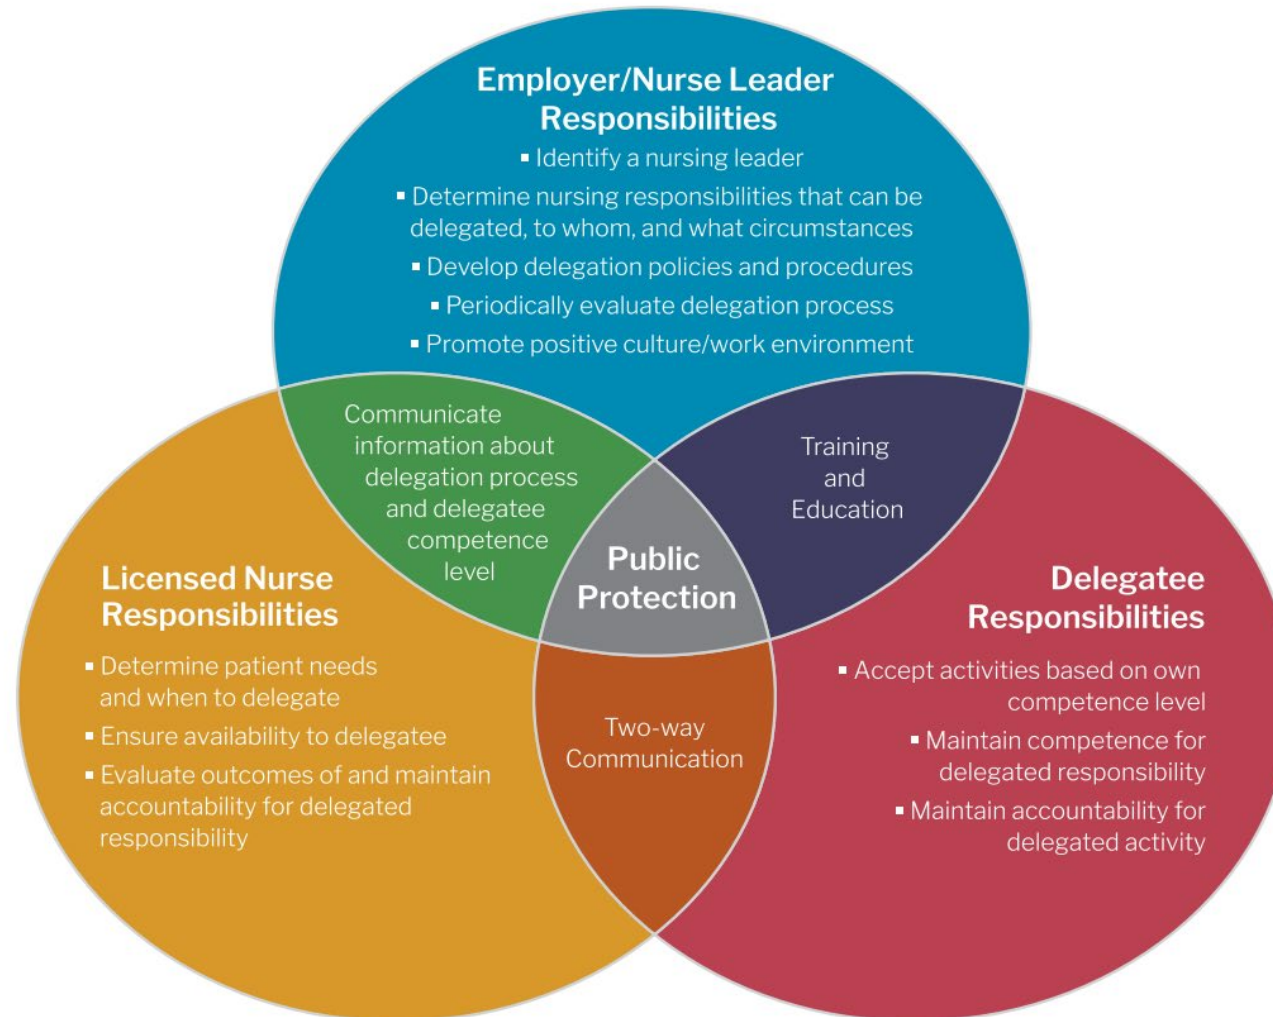 Employer/Nurse Leader
Responsibilities
▪ Identify a nursing leader
▪ Determine nursing responsibilities that can be
delegated, to whom, and what circumstances
▪ Develop delegation policies and procedures
▪ Periodically evaluate delegation process
▪ Promote positive culture/work environment
Communicate
information about
delegation process
and delegatee
competence
level
Training
and
Education
Public
Protection
Licensed Nurse
Responsibilities
▪ Determine patient needs
and when to delegate
▪ Ensure availability to delegatee
▪ Evaluate outcomes of and maintain
accountability for delegated
responsibility
Two-way
Communication
Delegatee
Responsibilities
▪ Accept activities based on own
competence level
▪ Maintain competence for
delegated responsibility
▪ Maintain accountability for
delegated activity